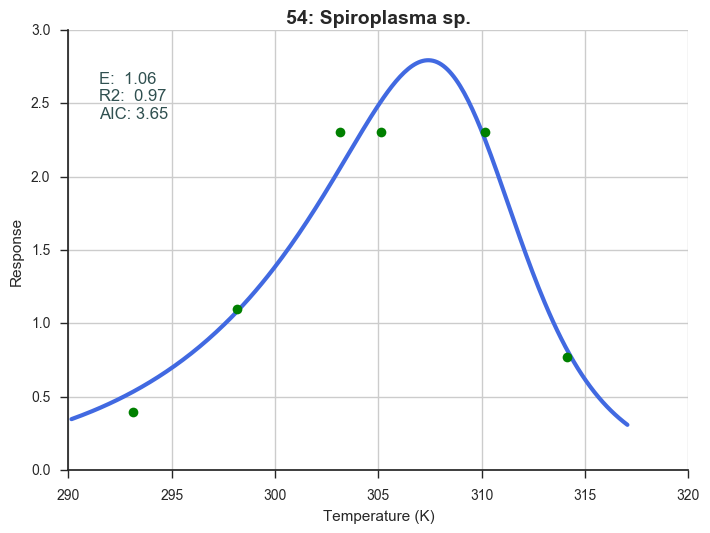 54: Spiroplasma sp.
E:  1.06
R2:  0.97
AIC: 3.65
3.0
2.5
2.0
1.5
1.0
0.5
0.0
Response
290 295 300 305 310 315 320
Temperature (K)